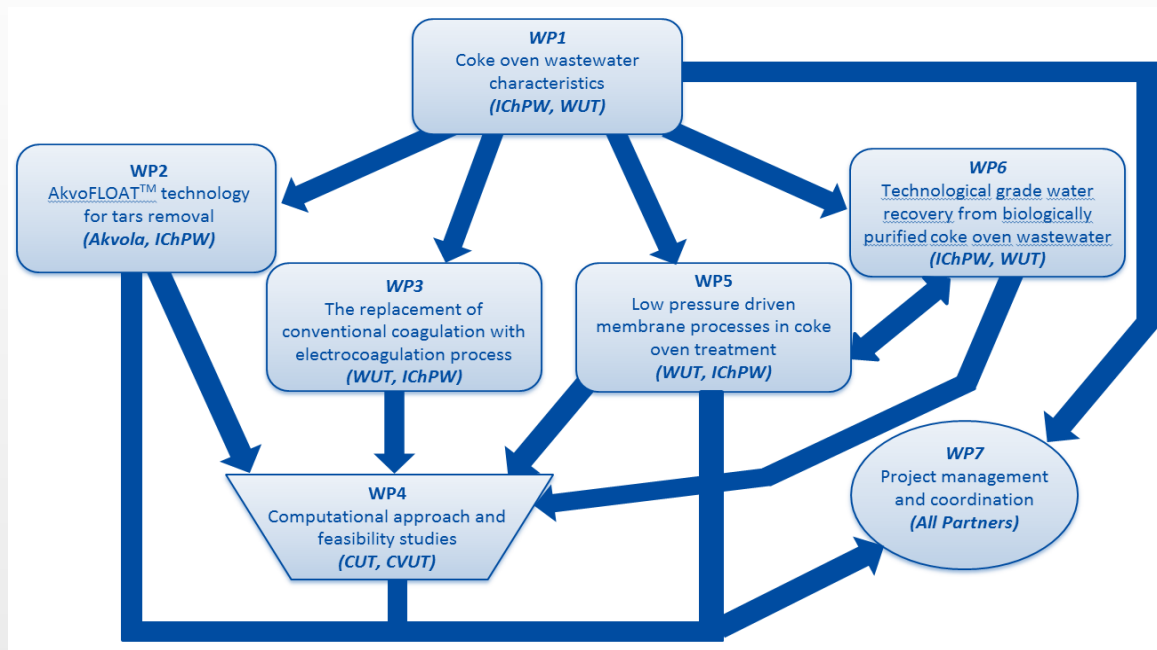 WP1
Coke oven wastewater
characteristics
(IChPW, WUT)
WP2
AkvoFLOAT™ technology
for tars removal
(Akvola, IChPW)
WP6
Technological grade water
recovery from biologically
purified coke oven wastewater
(IChPW, WUT)
WP3
The replacement of
conventional coagulation with
electrocoagulation process
(WUT, IChPW)
WP5
Low pressure driven
membrane processes in coke
oven treatment
(WUT, IChPW)
WP4
Computational approach and
feasibility studies
(CUT, CVUT)
WP7
Project management
and coordination
(All Partners)